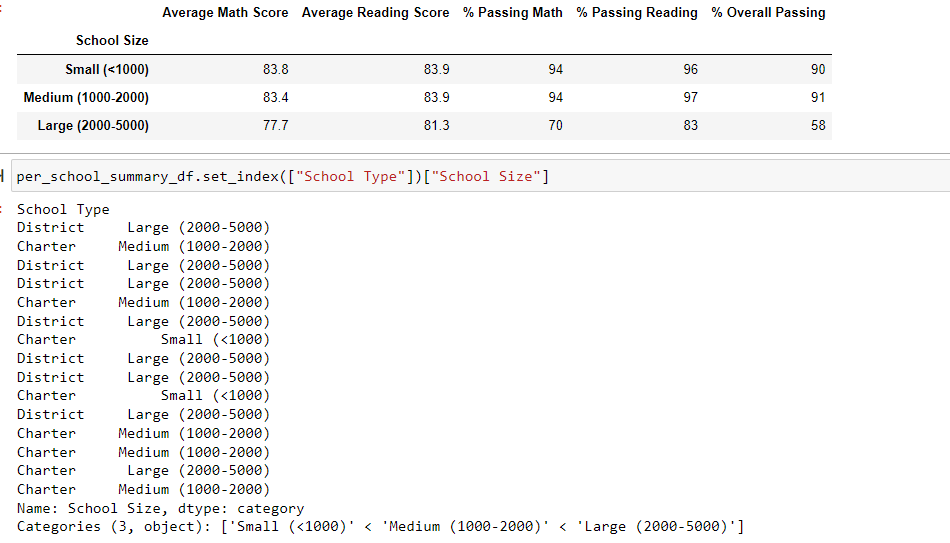 Average Math Score Average Reading Score % Passing Math % Passing Reading % Overall Passing
School Size
Small (<1000) 83.8 83.9 94 96 90
Medium (1000-2000) 83.4 83.9 94 97 91
Large (2000-5000) 77.7 81.3 70 83 58
per_school_summary_df.set_index(["School Type"])["School Size"]
School Type
District Large (2000-5000)
Charter Medium (1000-2000)
District Large (2000-5000)
District Large (2000-5000)
Charter Medium (1000-2000)
District Large (2000-5000)
Charter Small (<1000)
District Large (2000-5000)
District Large (2000-5000)
Charter Small (<1000)
District Large (2000-5000)
Charter Medium (1000-2000)
Charter Medium (1000-2000)
Charter Large (2000-5000)
Charter Medium (1000-2000)
Name: School Size, dtype: category
Categories (3, object): ['Small (<1000)' < 'Medium (1000-2000)' < 'Large (2000-5000)']